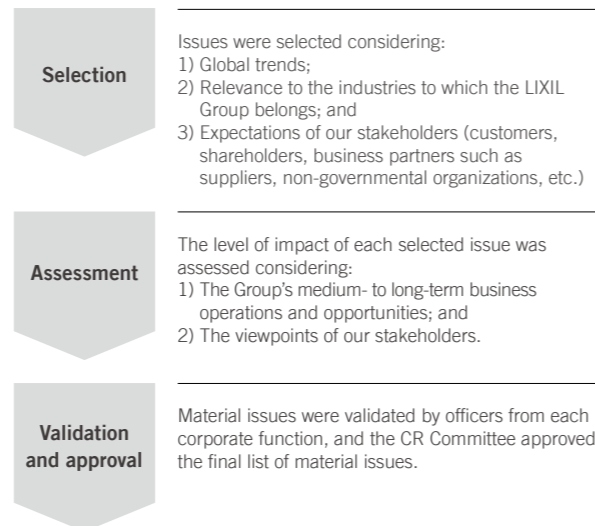 Selection
Issues were selected considering:
1) Global trends;
2) Relevance to the industries to which the LIXIL
Group belongs; and
3) Expectations of our stakeholders (customers,
shareholders, business partners such as
suppliers, non-governmental organizations, etc.)
Assessment
The level of impact of each selected issue was
assessed considering:
1) The Group’s medium- to long-term business
operations and opportunities; and
2) The viewpoints of our stakeholders.
Validation
and approval
Material issues were validated by officers from each
corporate function, and the CR Committee approved
the final list of material issues.